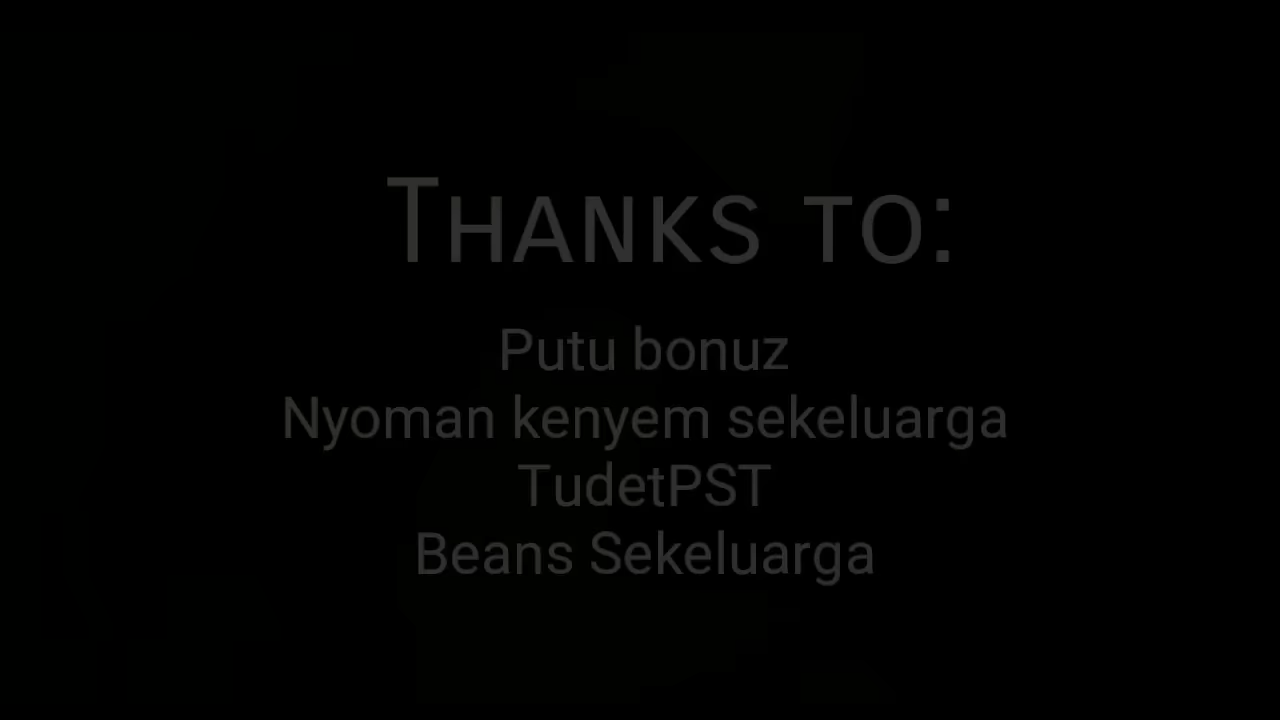 Thanks to:
Putu bonuz
Nyoman kenyem sekeluarga
TudetPST
Beans Sekeluarga